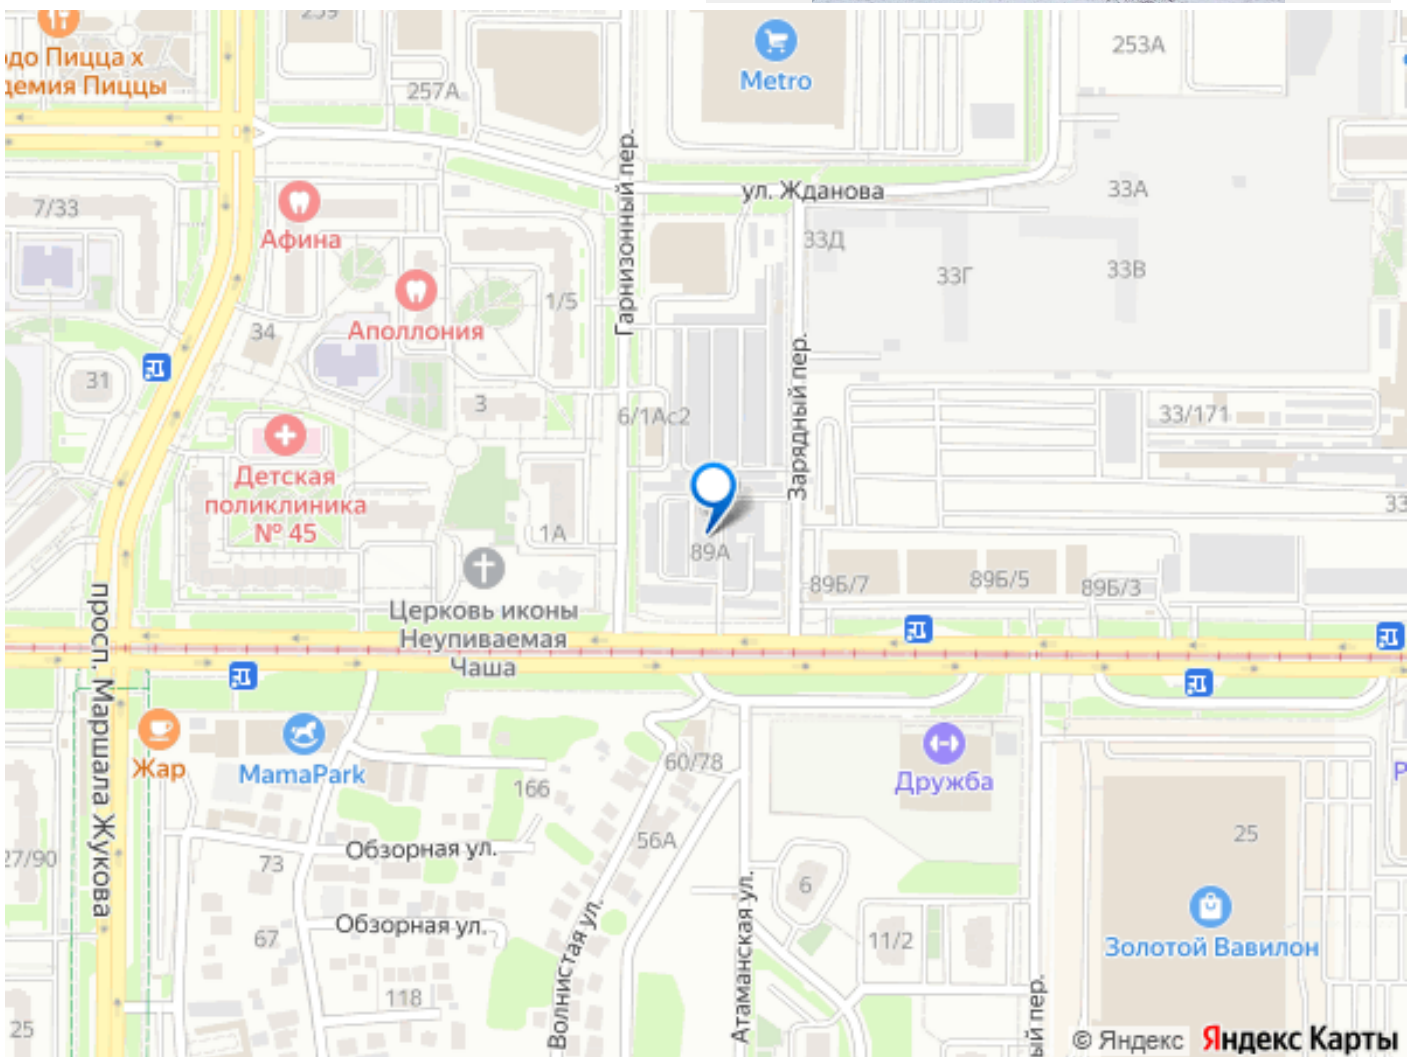 259
до Пицца х
демия Пиццы
257А
Metro
253А
Гарнизонный пер.
ул. Жданова
33А
7/33
Афина
33Д
33Г
33В
1/5
34
Аполлония
Зарядный пер.
31
3
6/1Ас2
33/171
Детская
поликлиника
№ 45
1А
33
89А
89Б/7
89Б/5
89Б/3
Церковь иконы
Неупиваемая
Чаша
просп. Маршала Жукова
Жар
MamaPark
60/78
Дружба
Р
166
56А
25
27/90
73
Обзорная ул.
6
67
Обзорная ул.
Волнистая ул.
Атаманская ул.
11/2
Золотой Вавилон
118
25
ый пер.
© Яндекс Яндекс Карты